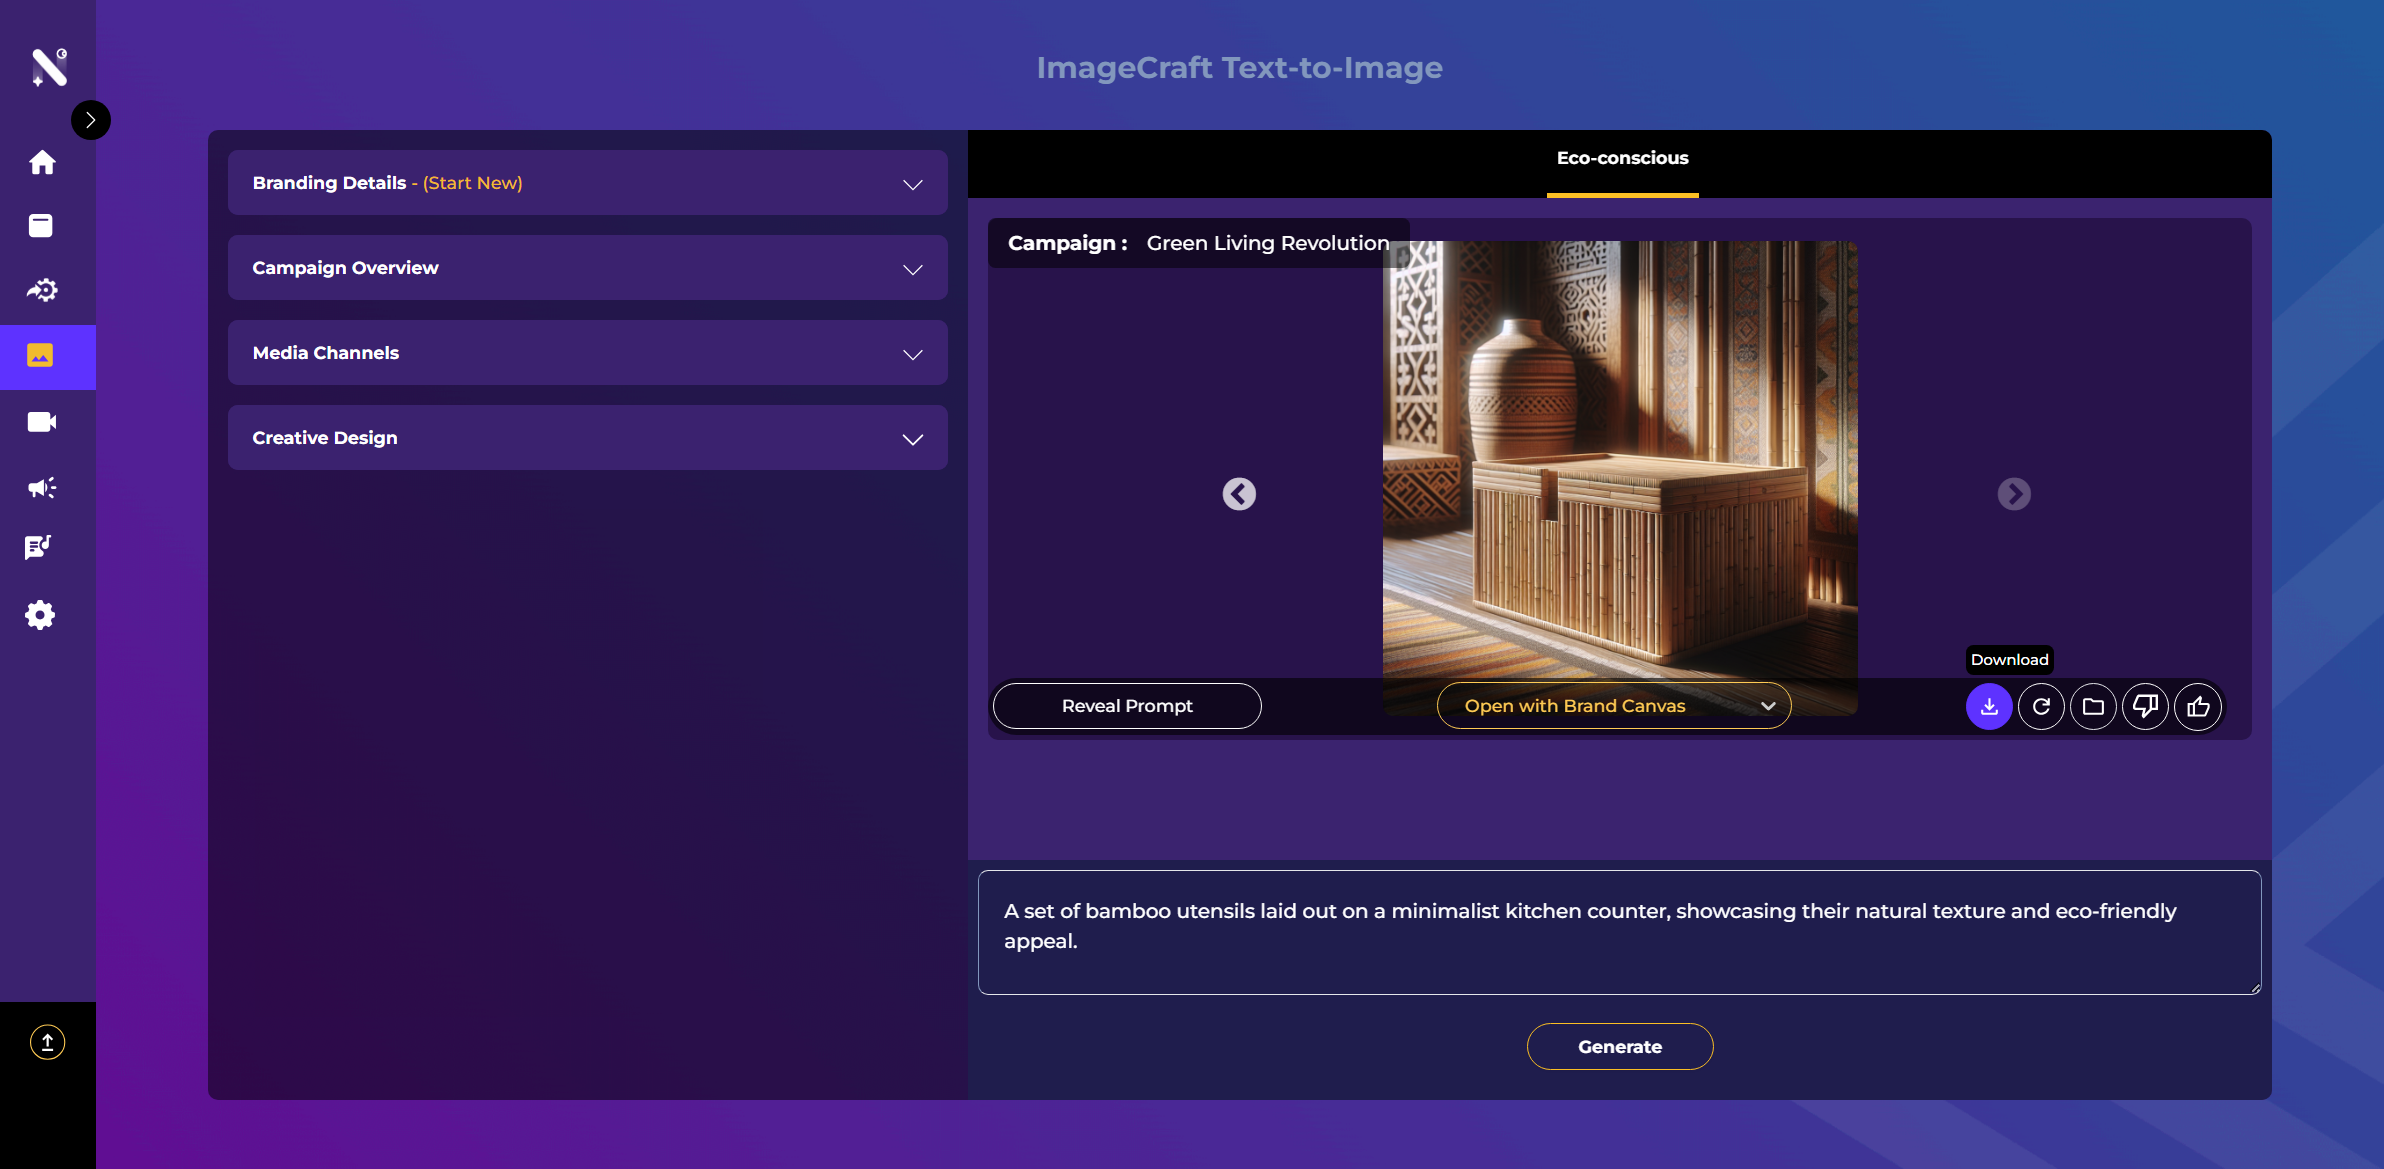 ImageCraft Text-to-Image
Branding Details - (Start New)
Campaign Overview
Media Channels
Creative Design
Eco-conscious
Campaign : Green Living Revolution
Download
Reveal Prompt
Open with Brand Canvas
A set of bamboo utensils laid out on a minimalist kitchen counter, showcasing their natural texture and eco-friendly
appeal.
Generate